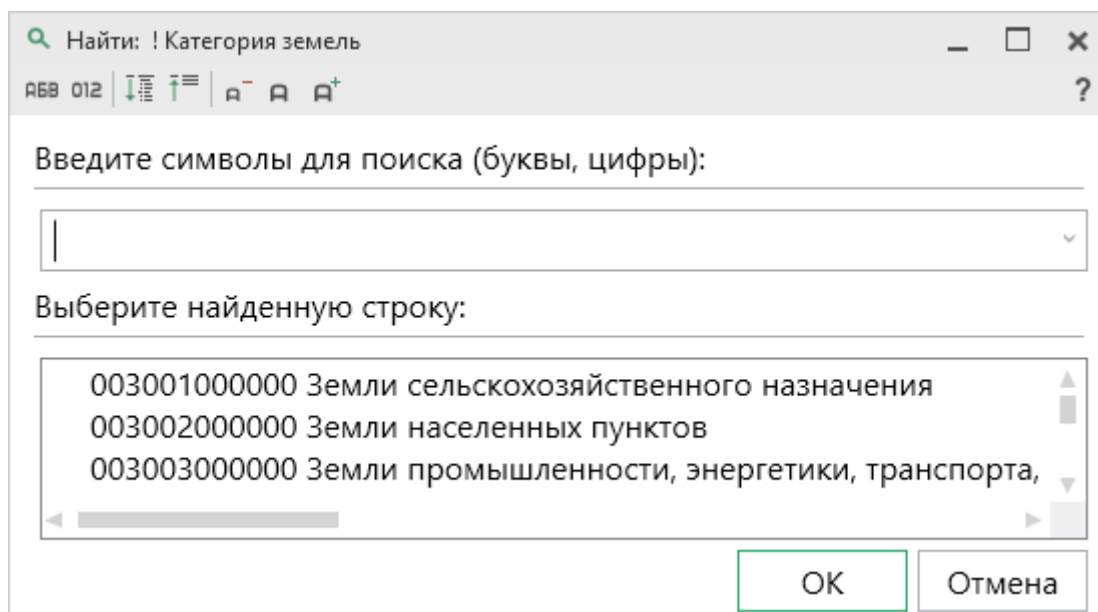 Найти: ! Категория земель
АБВ 012 А- А А+ ?
Введите символы для поиска (буквы, цифры):
Выберите найденную строку:
003001000000 Земли сельскохозяйственного назначения
003002000000 Земли населенных пунктов
003003000000 Земли промышленности, энергетики, транспорта,
ОК Отмена